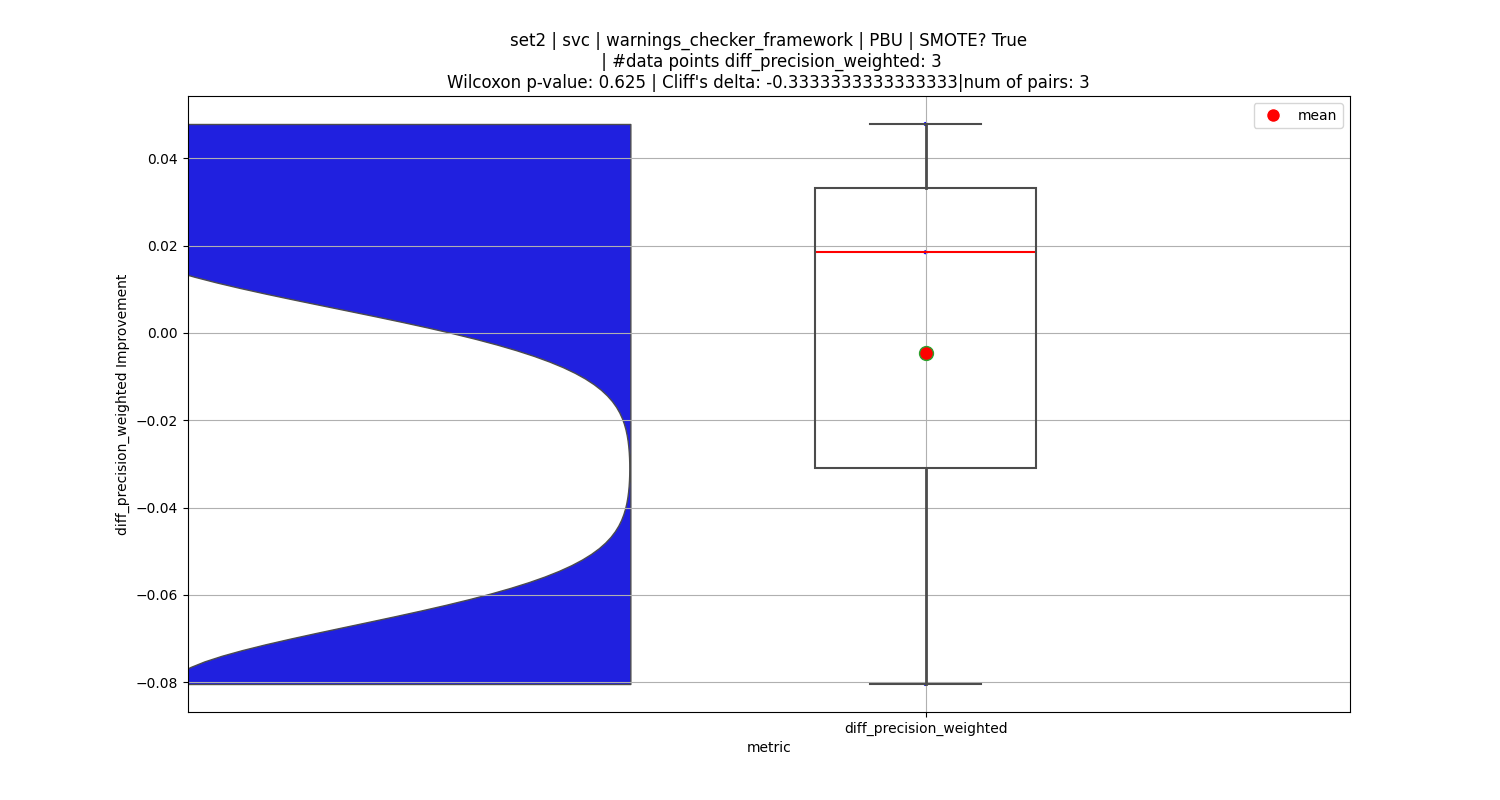 set2 | svc | warnings_checker_framework | PBU | SMOTE? True
| #data points diff_precision_weighted: 3
Wilcoxon p-value: 0.625 | Cliff's delta: -0.3333333333333333|num of pairs: 3
mean
0.04
0.02
0.00
−0.02
−0.04
−0.06
−0.08
diff_precision_weighted Improvement
diff_precision_weighted
metric